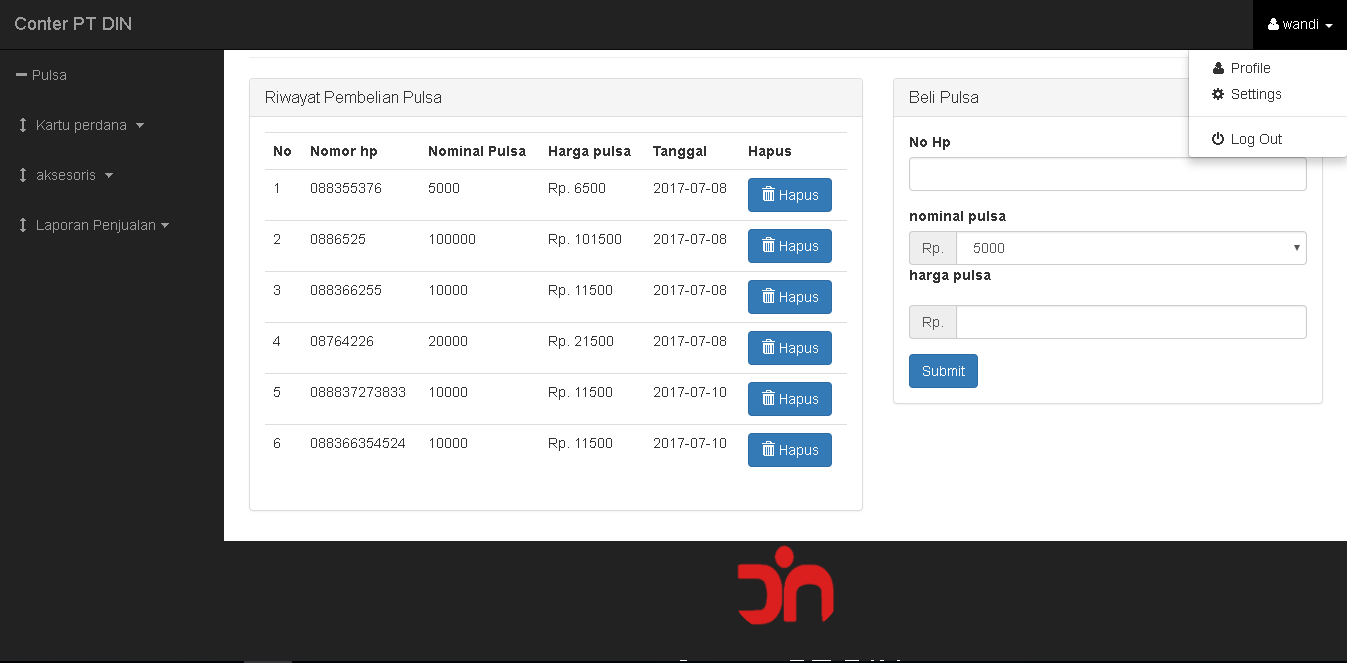 Conter PT DIN
wandi
Profile
Settings
Log Out
Pulsa
Kartu perdana
aksesoris
Laporan Penjualan
Riwayat Pembelian Pulsa
No Nomor hp Nominal Pulsa Harga pulsa Tanggal Hapus
1 088355376 5000 Rp. 6500 2017-07-08 Hapus
2 0886525 100000 Rp. 101500 2017-07-08 Hapus
3 088366255 10000 Rp. 11500 2017-07-08 Hapus
4 08764226 20000 Rp. 21500 2017-07-08 Hapus
5 088837273833 10000 Rp. 11500 2017-07-10 Hapus
6 088366354524 10000 Rp. 11500 2017-07-10 Hapus
Beli Pulsa
No Hp
nominal pulsa
Rp. 5000
harga pulsa
Rp.
Submit